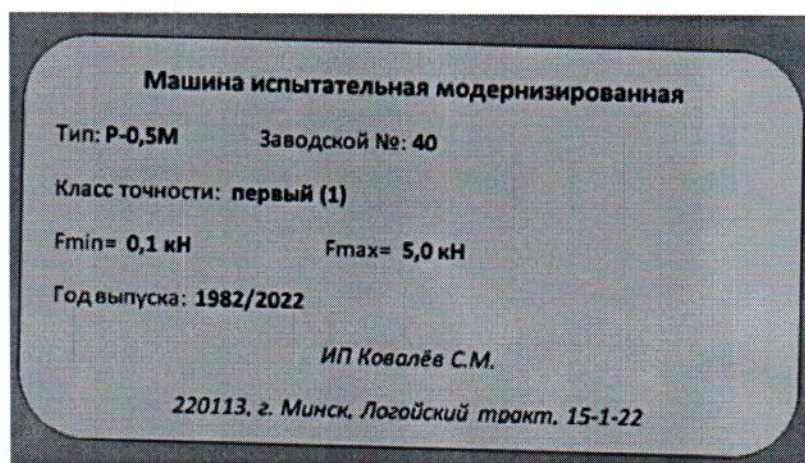 Машина испытательная модернизированная
Тип: Р-0,5М Заводской №: 40
Класс точности: первый (1)
Fmin= 0,1 кН Fmax= 5,0 кН
Год выпуска: 1982/2022
ИП Ковалёв С.М.
220113, г. Минск, Логойский тракт, 15-1-22